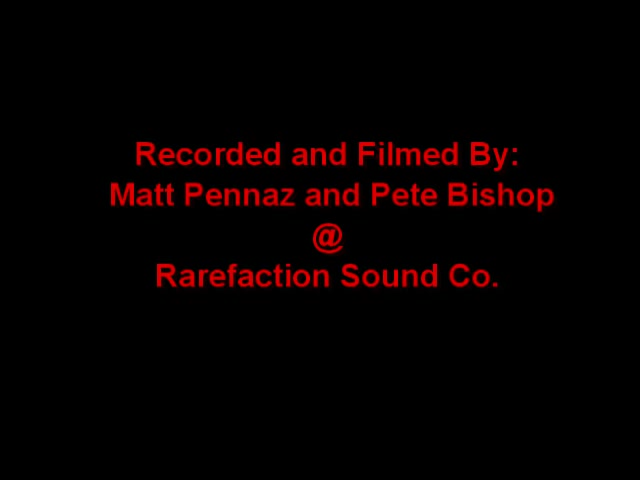 Recorded and Filmed By:
Matt Pennaz and Pete Bishop
@
Rarefaction Sound Co.